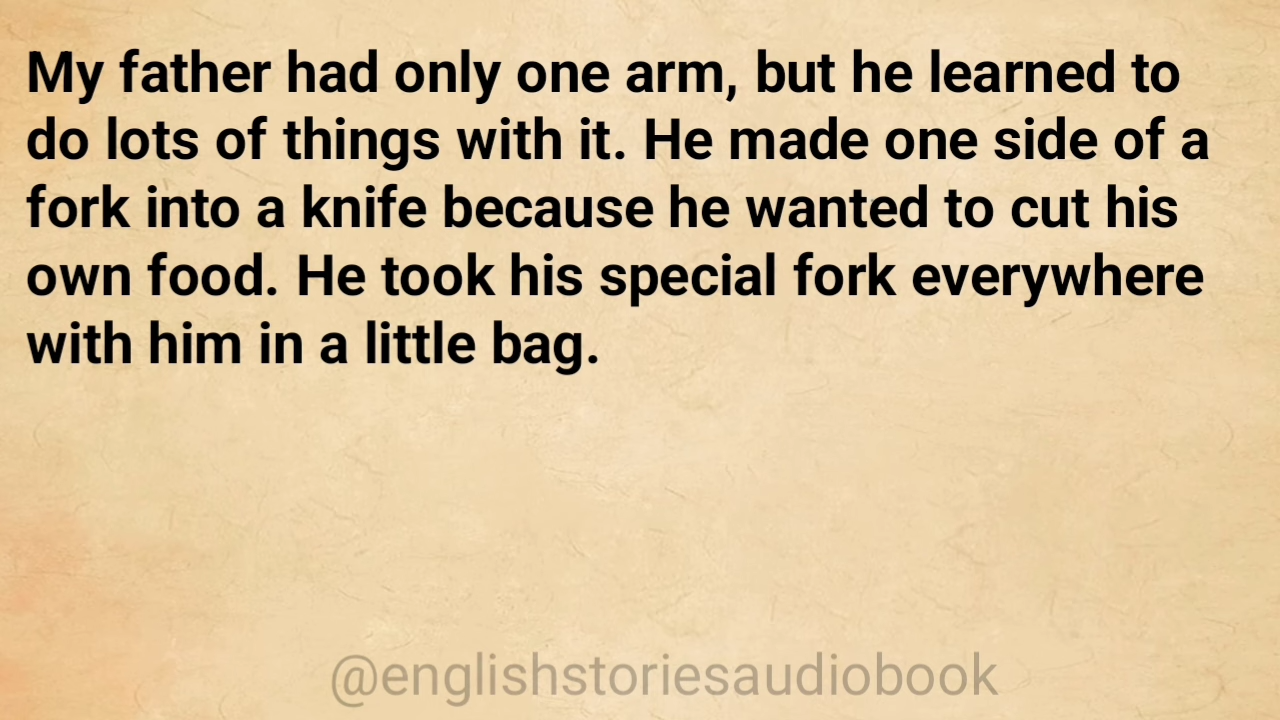 My father had only one arm, but he learned to
do lots of things with it. He made one side of a
fork into a knife because he wanted to cut his
own food. He took his special fork everywhere
with him in a little bag.
@englishstoriesaudiobook